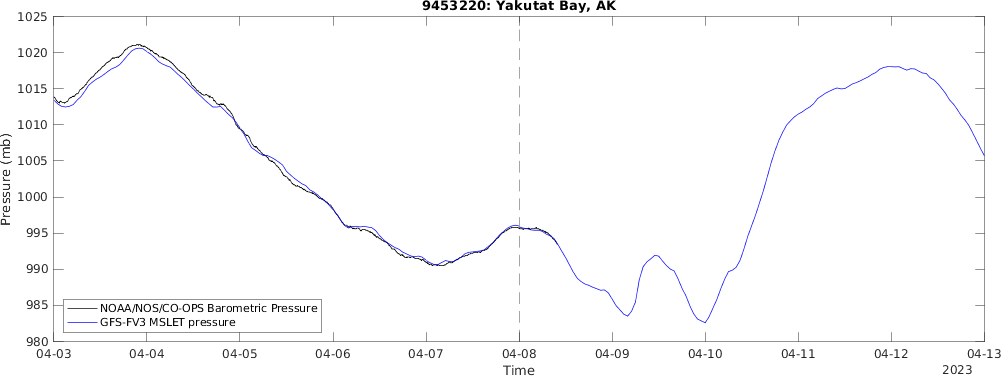 9453220: Yakutat Bay, AK
1025
1020
1015
1010
1005
1000
995
990
985
980
Pressure (mb)
NOAA/NOS/CO-OPS Barometric Pressure
GFS-FV3 MSLET pressure
04-03 04-04 04-05 04-06 04-07 04-08 04-09 04-10 04-11 04-12 04-13
Time
2023